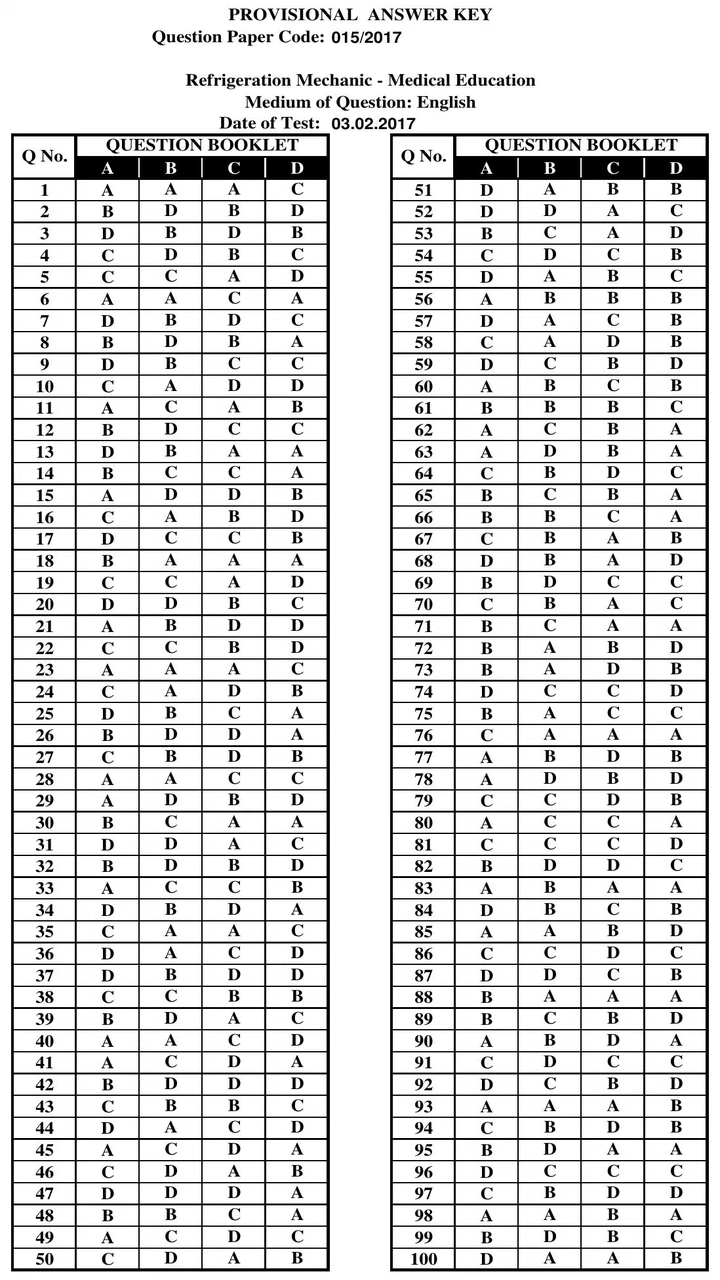 PROVISIONAL ANSWER KEY
Question Paper Code: 015/2017
Refrigeration Mechanic - Medical Education
Medium of Question: English
Date of Test: 03.02.2017
Q No. QUESTION BOOKLET
A B C D
1 A A A C
2 B D B D
3 D B D B
4 C D B C
5 C C A D
6 A A C A
7 D B D C
8 B D B A
9 D B C C
10 C A D D
11 A C A B
12 B D C C
13 D B A A
14 B C C A
15 A D D B
16 C A B D
17 D C C B
18 B A A A
19 C C A D
20 D D B C
21 A B D D
22 C C B D
23 A A A C
24 C A D B
25 D B C A
26 B D D A
27 C B D B
28 A A C C
29 A D B D
30 B C A A
31 D D A C
32 B D B D
33 A C C B
34 D B D A
35 C A A C
36 D A C D
37 D B D D
38 C C B B
39 B D A C
40 A A C D
41 A C D A
42 B D D D
43 C B B C
44 D A C D
45 A C D A
46 C D A B
47 D D D A
48 B B C A
49 A C D C
50 C D A B
Q No. QUESTION BOOKLET
A B C D
51 D A B B
52 D D A C
53 B C A D
54 C D C B
55 D A B C
56 A B B B
57 D A C B
58 C A D B
59 D C B D
60 A B C B
61 B B B C
62 A C B A
63 A D B A
64 C B D C
65 B C B A
66 B B C A
67 C B A B
68 D B A D
69 B D C C
70 C B A C
71 B C A A
72 B A B D
73 B A D B
74 D C C D
75 B A C C
76 C A A A
77 A B D B
78 A D B D
79 C C D B
80 A C C A
81 C C C D
82 B D D C
83 A B A A
84 D B C B
85 A A B D
86 C C D C
87 D D C B
88 B A A A
89 B C B D
90 A B D A
91 C D C C
92 D C B D
93 A A A B
94 C B D B
95 B D A A
96 D C C C
97 C B D D
98 A A B A
99 B D B C
100 D A A B